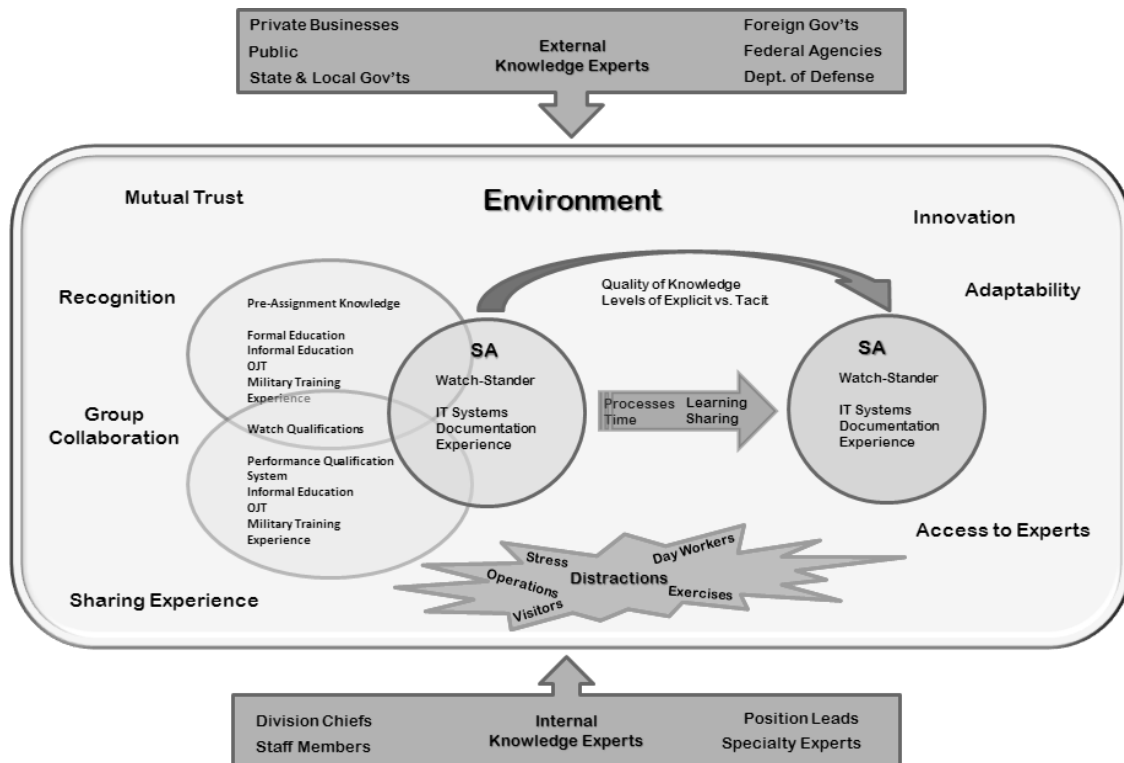 Private Businesses
Public
State & Local Gov'ts
External
Knowledge Experts
Foreign Gov'ts
Federal Agencies
Dept. of Defense
Environment
Mutual Trust
Recognition
Group
Collaboration
Sharing Experience
Innovation
Adaptability
Access to Experts
Pre-Assignment Knowledge
Formal Education
Informal Education
OJT
Military Training
Experience
Watch Qualifications
Performance Qualification
System
Informal Education
OJT
Military Training
Experience
SA
Watch-Stander
IT Systems
Documentation
Experience
Quality of Knowledge
Levels of Explicit vs. Tacit
Processes
Time
Learning
Sharing
SA
Watch-Stander
IT Systems
Documentation
Experience
Stress
Day Workers
Operations
Distractions
Visitors
Exercises
Division Chiefs
Staff Members
Internal
Knowledge Experts
Position Leads
Specialty Experts